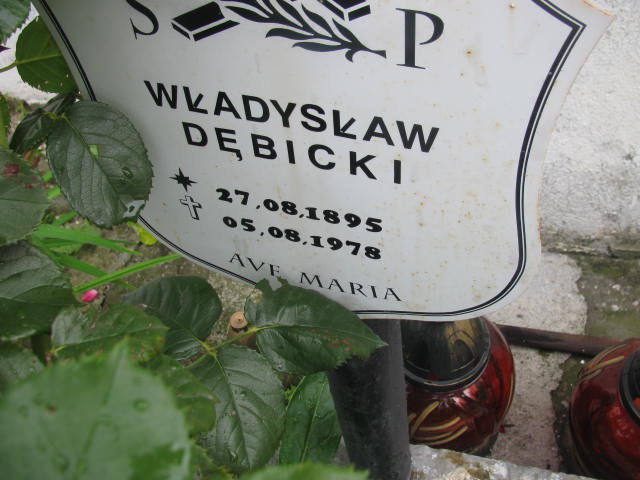 S P
WŁADYSŁAW
DĘBICKI
27.08.1895
05.08.1978
AVE MARIA